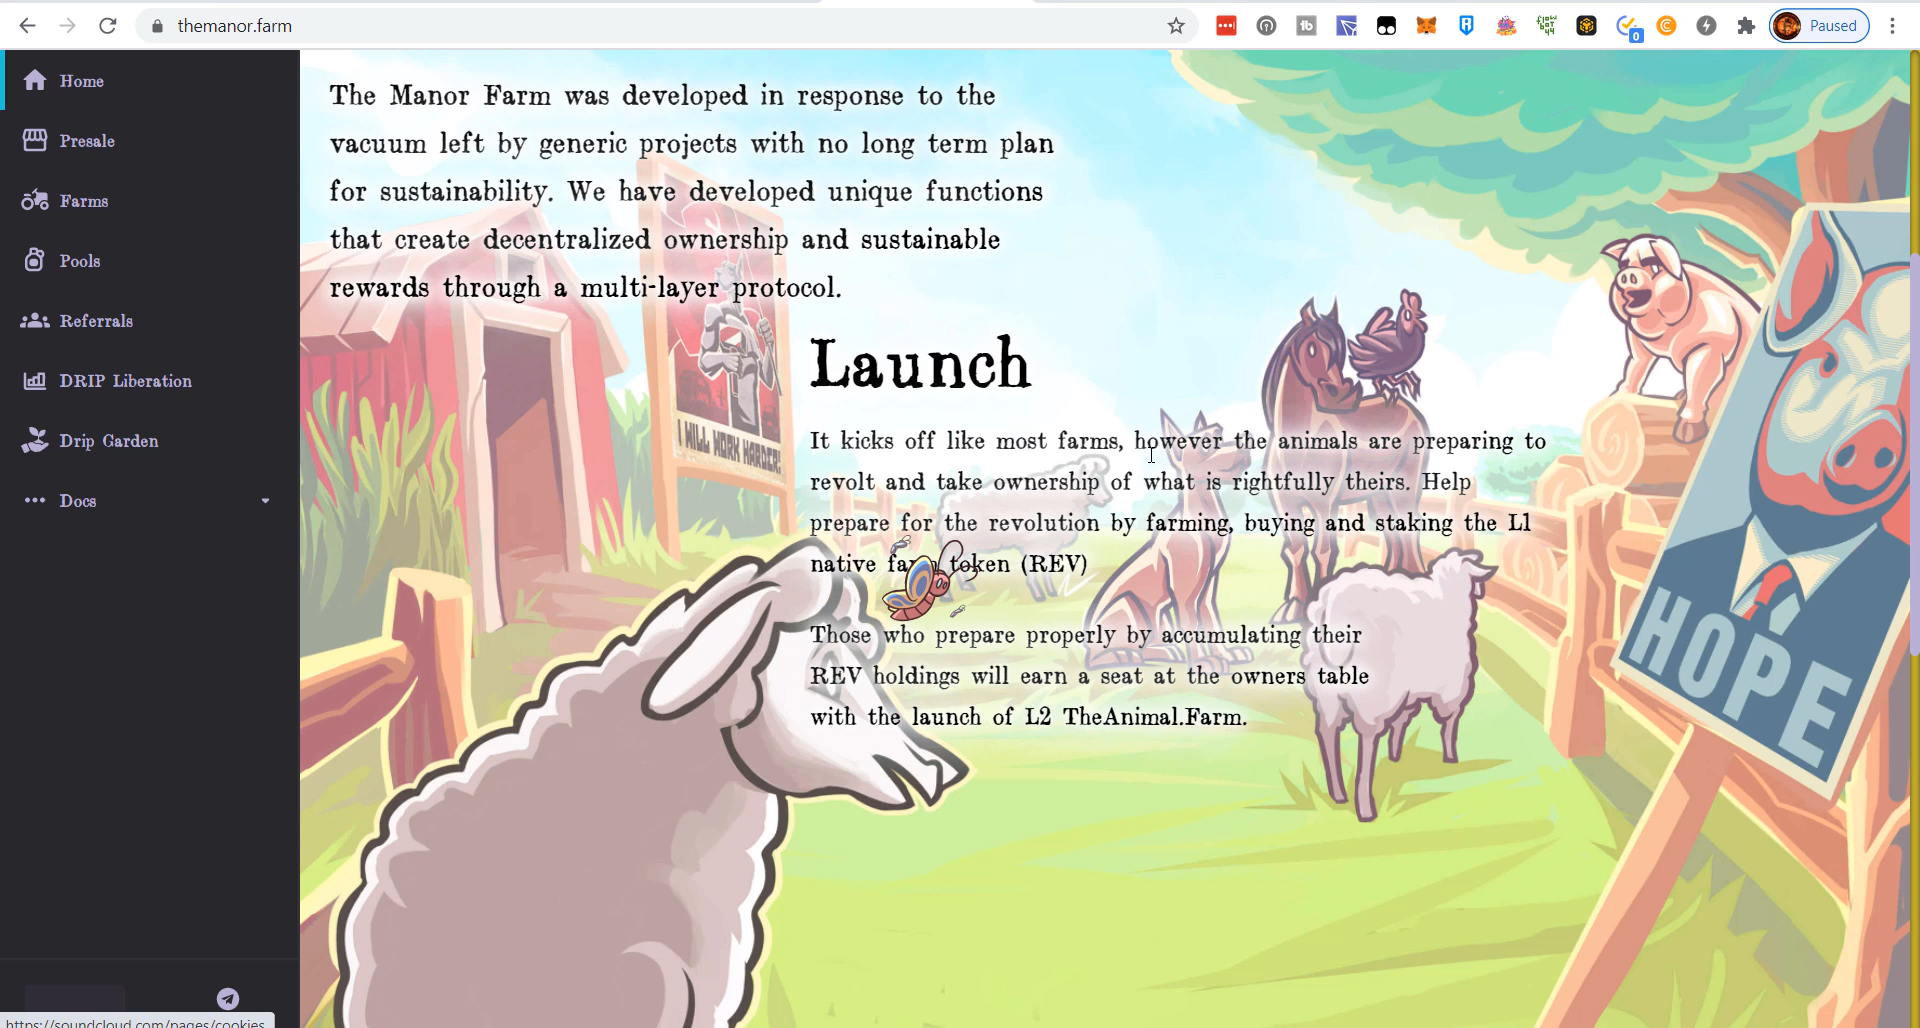 themanor.farm
0
Paused
Home
Presale
Farms
Pools
Referrals
DRIP Liberation
Drip Garden
Docs
The Manor Farm was developed in response to the
vacuum left by generic projects with no long term plan
for sustainability. We have developed unique functions
that create decentralized ownership and sustainable
rewards through a multi-layer protocol.
I WILL WORK HARDER!
Launch
It kicks off like most farms, however the animals are preparing to
revolt and take ownership of what is rightfully theirs. Help
prepare for the revolution by farming, buying and staking the L1
native farm token (REV)
Those who prepare properly by accumulating their
REV holdings will earn a seat at the owners table
with the launch of L2 TheAnimal.Farm.
HOPE
https://soundcloud.com/pages/cookies